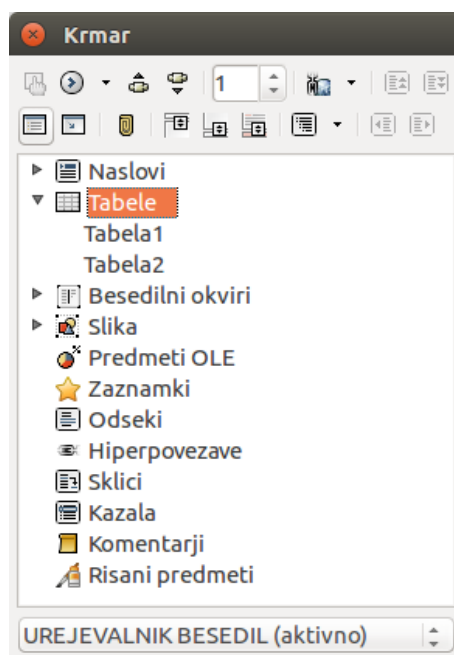 Krmar
1
Naslovi
Tabele
Tabela1
Tabela2
Besedilni okviri
Slika
Predmeti OLE
Zaznamki
Odseki
Hiperpovezave
Sklici
Kazala
Komentarji
Risani predmeti
UREJEVALNIK BESEDIL (aktivno)